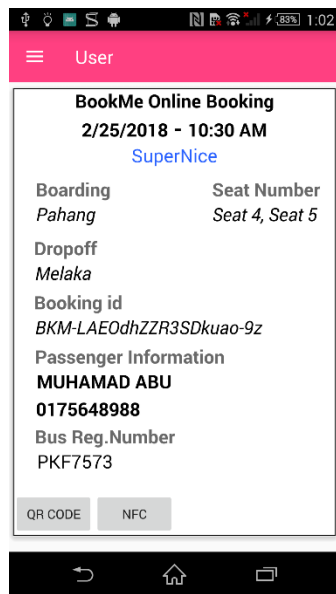 83% 1:02
User
BookMe Online Booking
2/25/2018 - 10:30 AM
SuperNice
Boarding Seat Number
Pahang Seat 4, Seat 5
Dropoff
Melaka
Booking id
BKM-LAEOdhZZR3SDkuao-9z
Passenger Information
MUHAMAD ABU
0175648988
Bus Reg.Number
PKF7573
QR CODE NFC